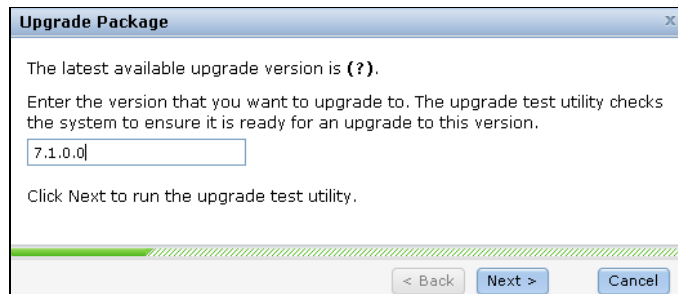 Upgrade Package
x
The latest available upgrade version is (?).
Enter the version that you want to upgrade to. The upgrade test utility checks
the system to ensure it is ready for an upgrade to this version.
7.1.0.0
Click Next to run the upgrade test utility.
< Back Next > Cancel